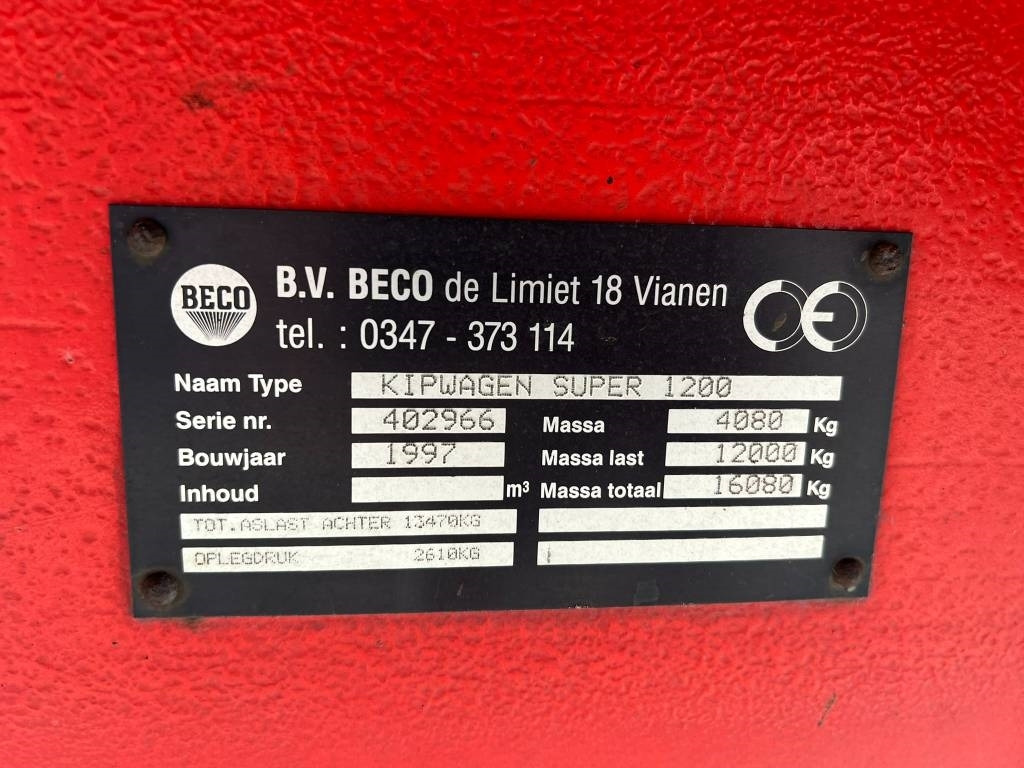 BECO
B.V. BECO de Limiet 18 Vianen
tel. : 0347 - 373 114
CE
Naam Type KIPWAGEN SUPER 1200
Serie nr. 402966 Massa 4080 Kg
Bouwjaar 1997 Massa last 12000 Kg
Inhoud m³ Massa totaal 16080 Kg
TOT.ASLAST ACHTER 13470KG
OPLEGDRUK 2610KG